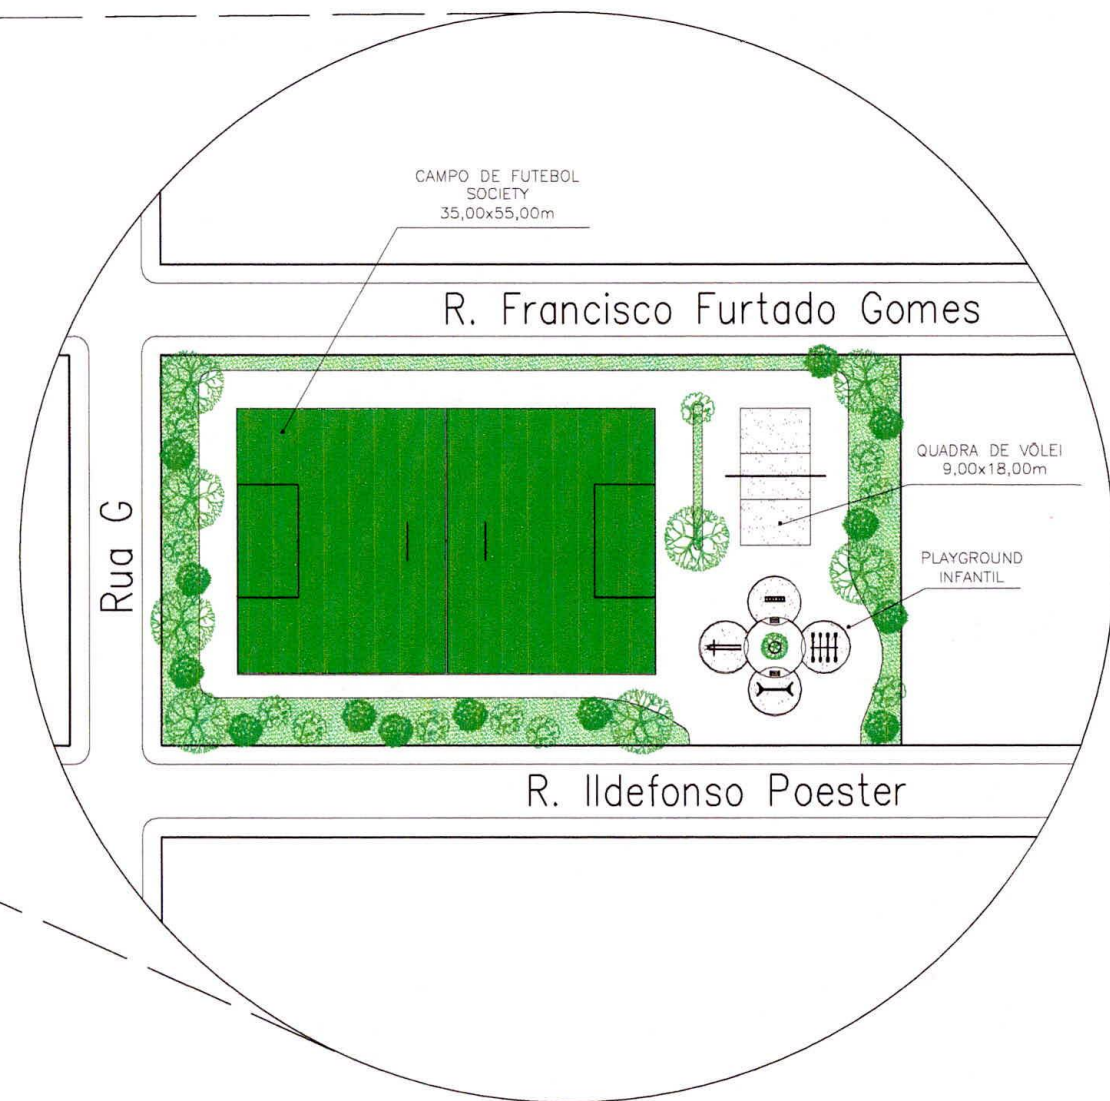 CAMPO DE FUTEBOL
SOCIETY
35,00x55,00m
R. Francisco Furtado Gomes
QUADRA DE VÔLEI
9,00x18,00m
Rua G
PLAYGROUND
INFANTIL
R. Ildefonso Poester